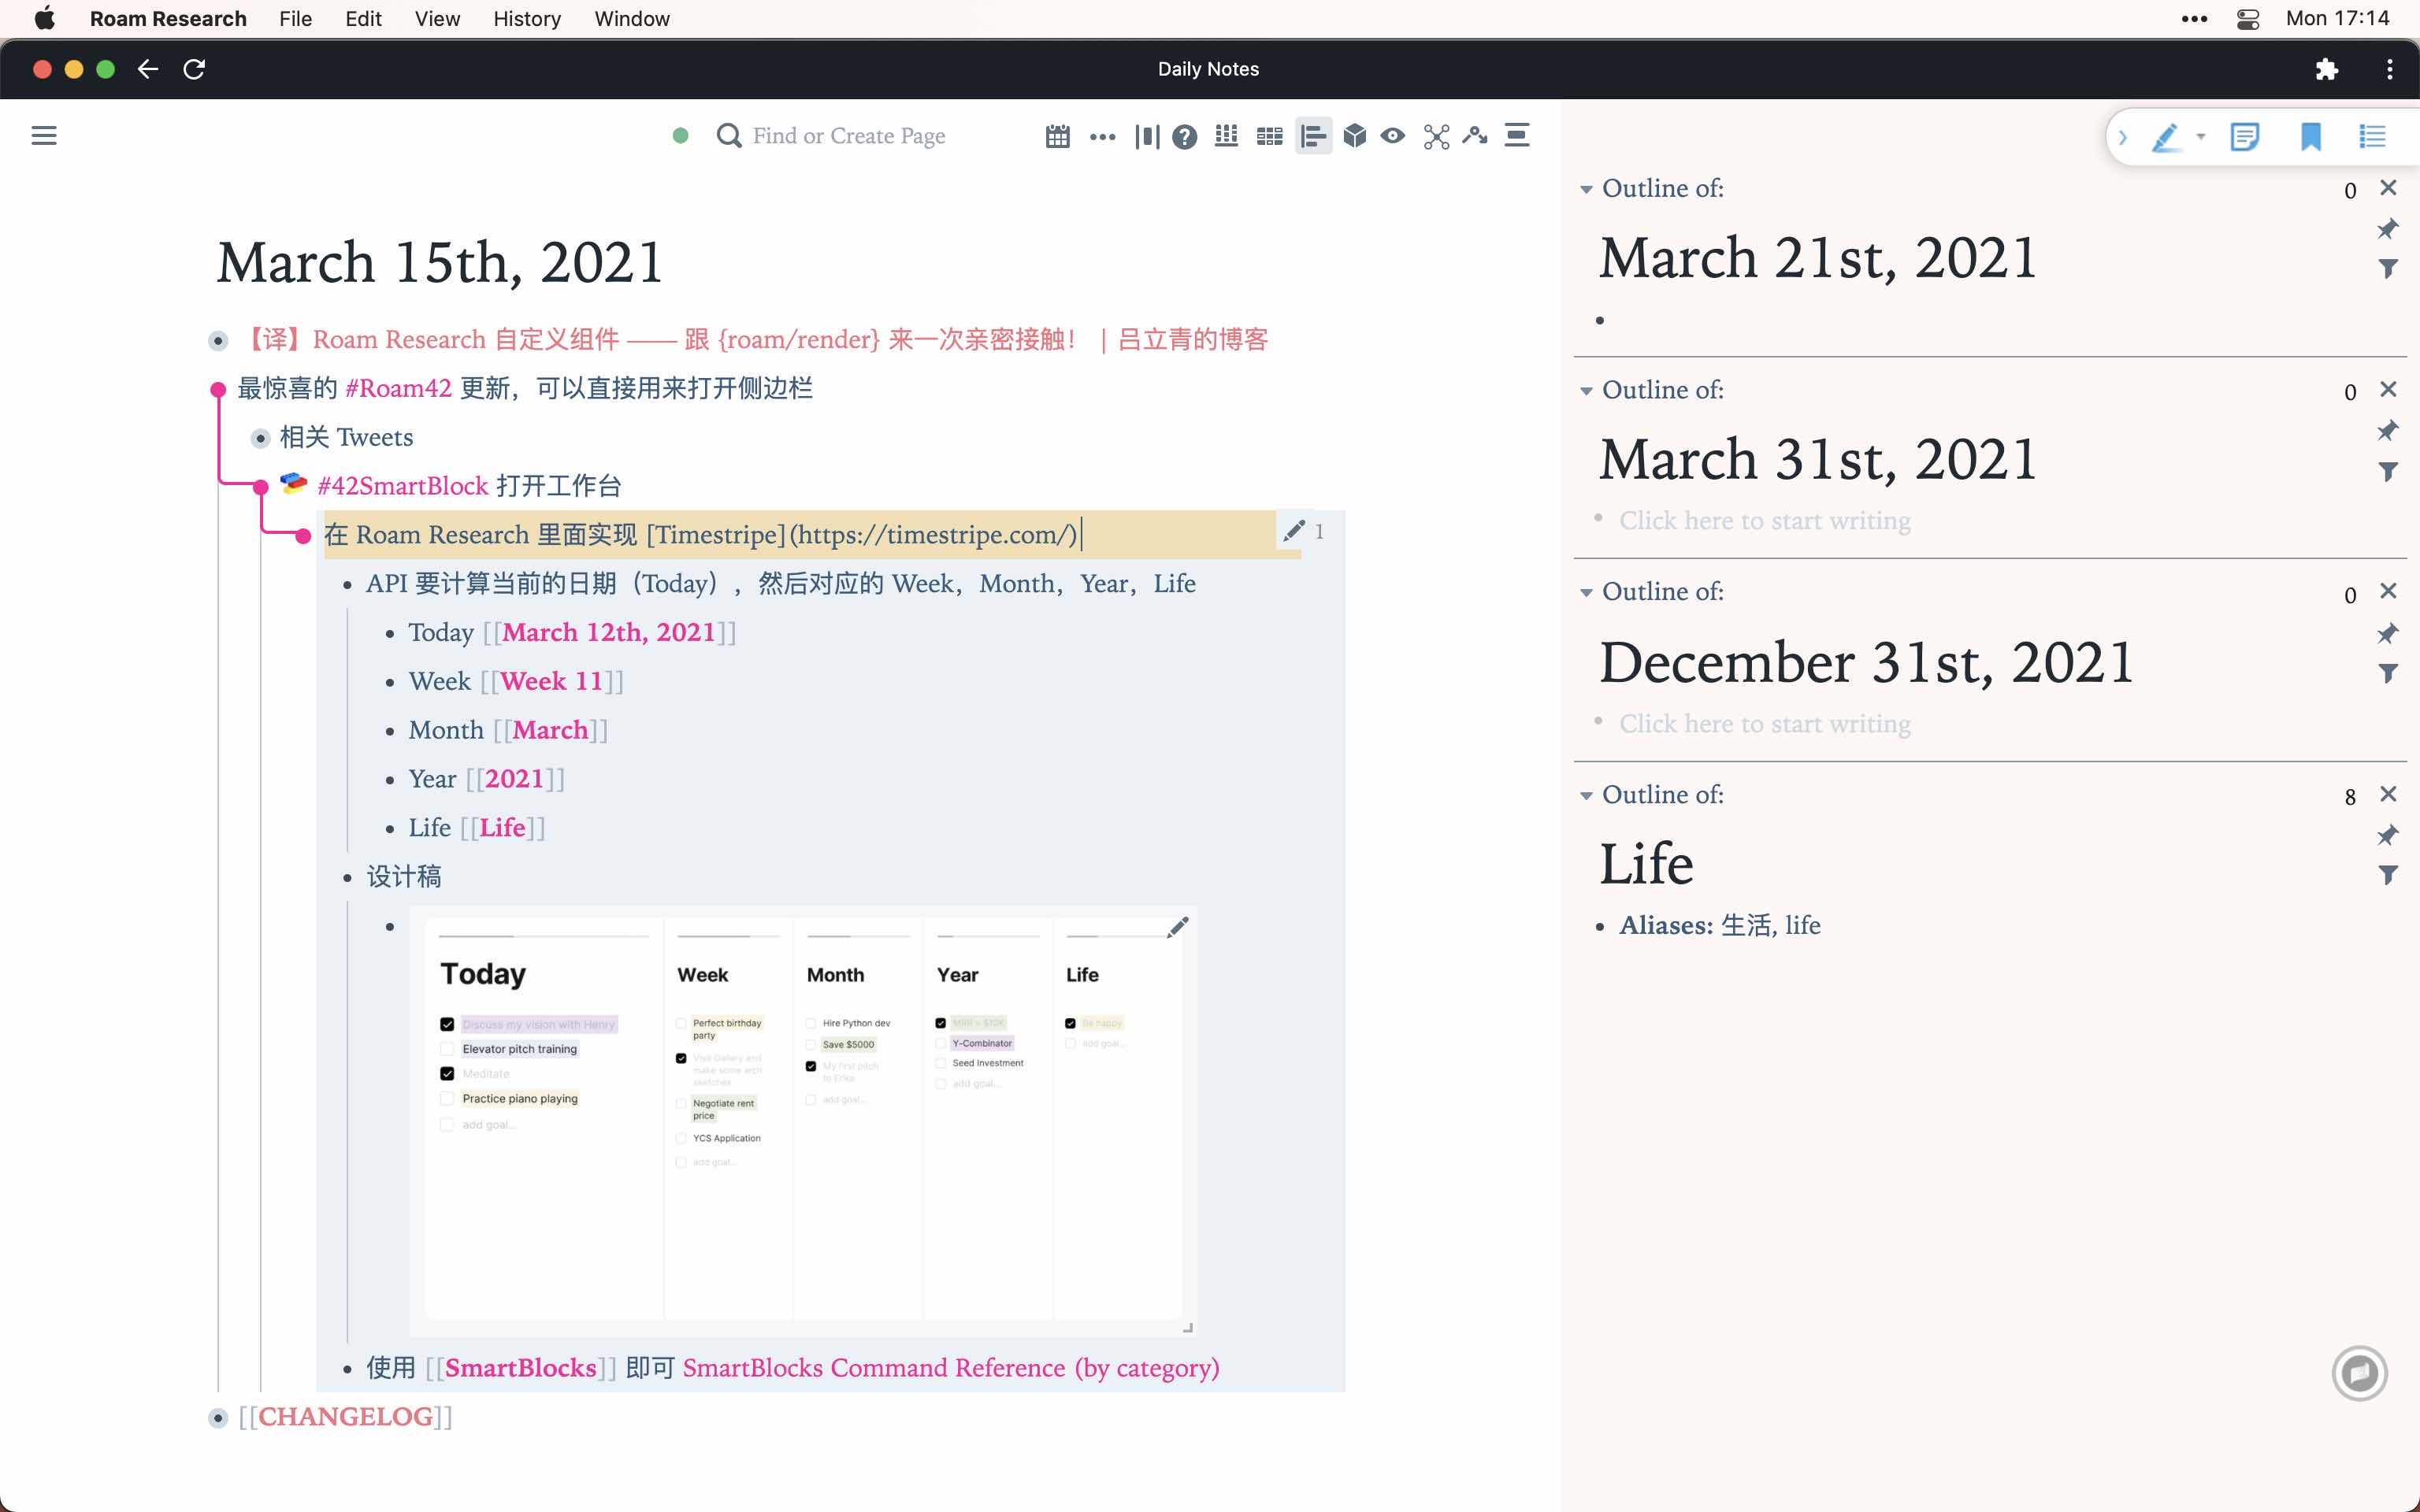 Roam Research File Edit View History Window Mon 17:14
Daily Notes
Find or Create Page
March 15th, 2021
【译】Roam Research 自定义组件 —— 跟 {roam/render} 来一次亲密接触！ | 吕立青的博客
最惊喜的 #Roam42 更新，可以直接用来打开侧边栏
相关 Tweets
#42SmartBlock 打开工作台
在 Roam Research 里面实现 [Timestripe](https://timestripe.com/)
1
API 要计算当前的日期（Today），然后对应的 Week，Month，Year，Life
Today [[March 12th, 2021]]
Week [[Week 11]]
Month [[March]]
Year [[2021]]
Life [[Life]]
设计稿
Today
Discuss my vision with Henry
Elevator pitch training
Meditate
Practice piano playing
add goal...
Week
Perfect birthday
party
Visit Gallery and
make some arch
sketches
Negotiate rent
price
YCS Application
add goal...
Month
Hire Python dev
Save $5000
My first pitch
to Erika
add goal...
Year
MRR > $10K
Y-Combinator
Seed Investment
add goal...
Life
Be happy
add goal...
使用 [[SmartBlocks]] 即可 SmartBlocks Command Reference (by category)
[[CHANGELOG]]
Outline of:
0
March 21st, 2021
Outline of:
0
March 31st, 2021
Click here to start writing
Outline of:
0
December 31st, 2021
Click here to start writing
Outline of:
8
Life
Aliases: 生活, life